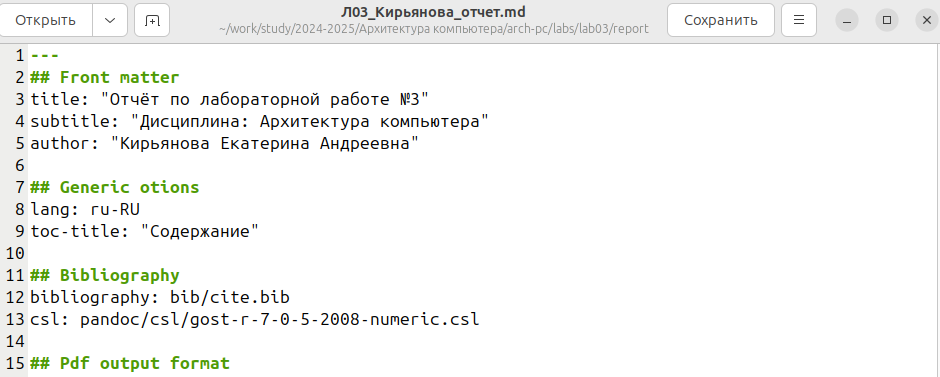 Открыть
Л03_Кирьянова_отчет.md
~/work/study/2024-2025/Архитектура компьютера/arch-pc/labs/lab03/report
Сохранить
1 ---
2 ## Front matter
3 title: "Отчёт по лабораторной работе №3"
4 subtitle: "Дисциплина: Архитектура компьютера"
5 author: "Кирьянова Екатерина Андреевна"
6
7 ## Generic otions
8 lang: ru-RU
9 toc-title: "Содержание"
10
11 ## Bibliography
12 bibliography: bib/cite.bib
13 csl: pandoc/csl/gost-r-7-0-5-2008-numeric.csl
14
15 ## Pdf output format